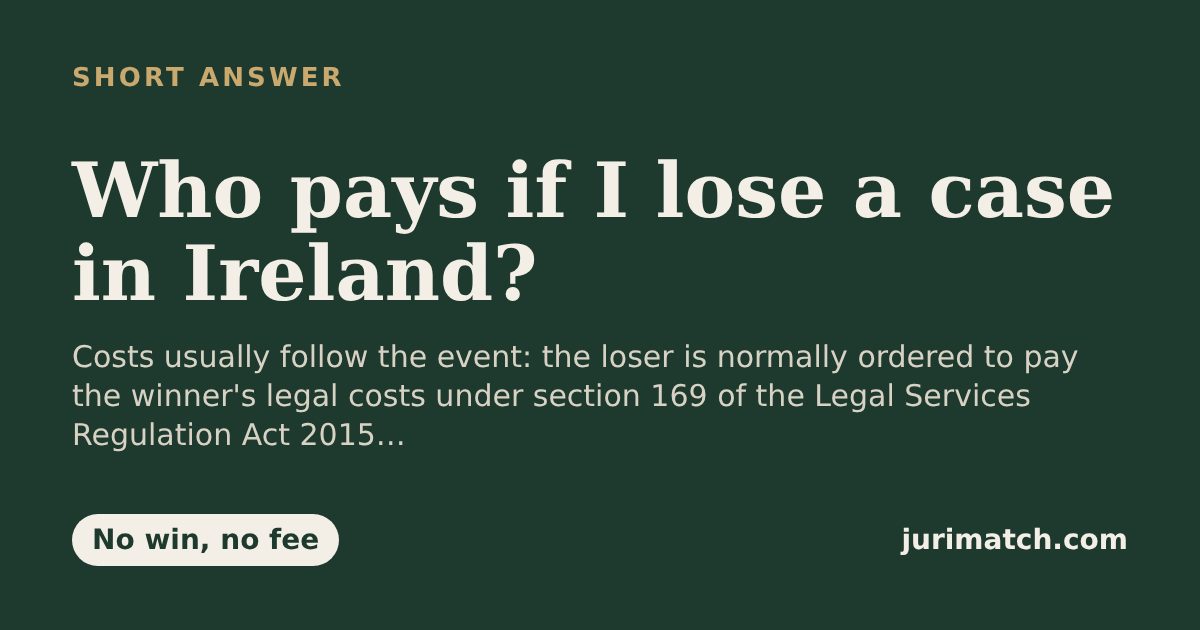 SHORT ANSWER
Who pays if I lose a case
in Ireland?
Costs usually follow the event: the loser is normally ordered to pay
the winner's legal costs under section 169 of the Legal Services
Regulation Act 2015…
No win, no fee
jurimatch.com